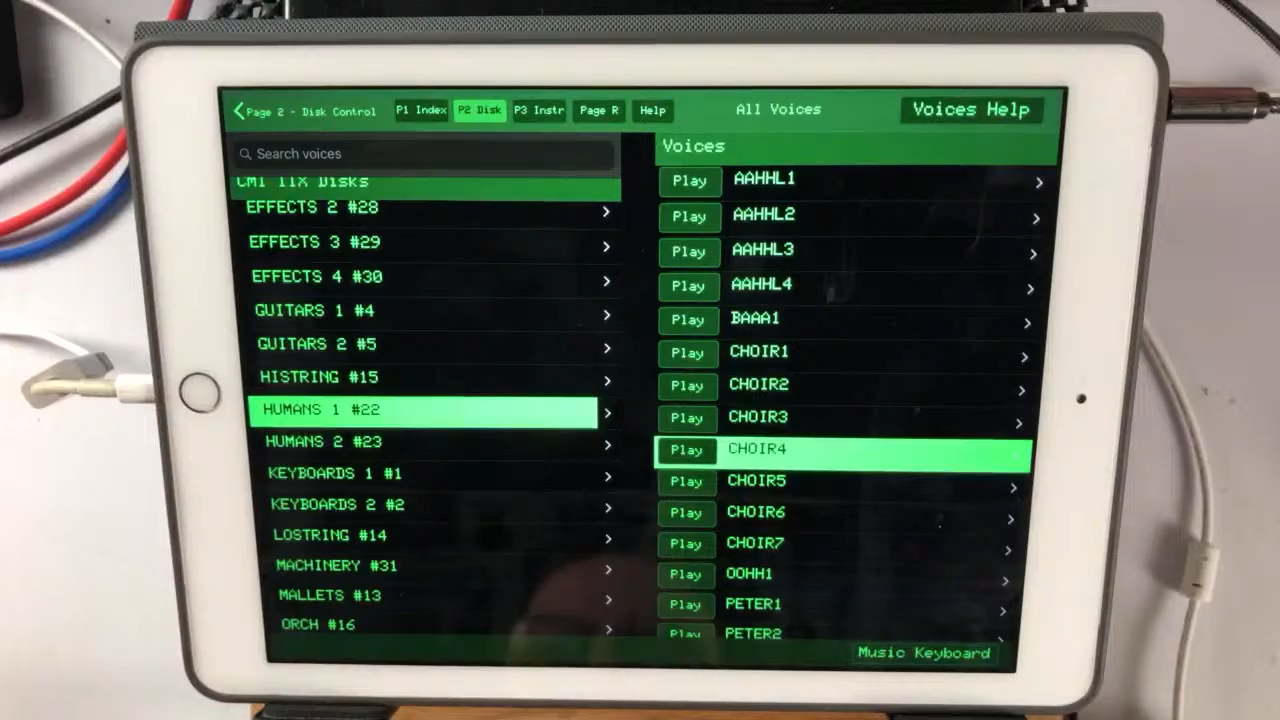 Page 2 - Disk Control P1 Index P2 Disk P3 Instr Page R Help All Voices Voices Help
Search voices
CMI IIX Disks
EFFECTS 2 #28
EFFECTS 3 #29
EFFECTS 4 #30
GUITARS 1 #4
GUITARS 2 #5
HISTRING #15
HUMANS 1 #22
HUMANS 2 #23
KEYBOARDS 1 #1
KEYBOARDS 2 #2
LOSTRING #14
MACHINERY #31
MALLETS #13
ORCH #16
Voices
Play AAHHL1
Play AAHHL2
Play AAHHL3
Play AAHHL4
Play BAAA1
Play CHOIR1
Play CHOIR2
Play CHOIR3
Play CHOIR4
Play CHOIR5
Play CHOIR6
Play CHOIR7
Play OOHH1
Play PETER1
Play PETER2
Music Keyboard